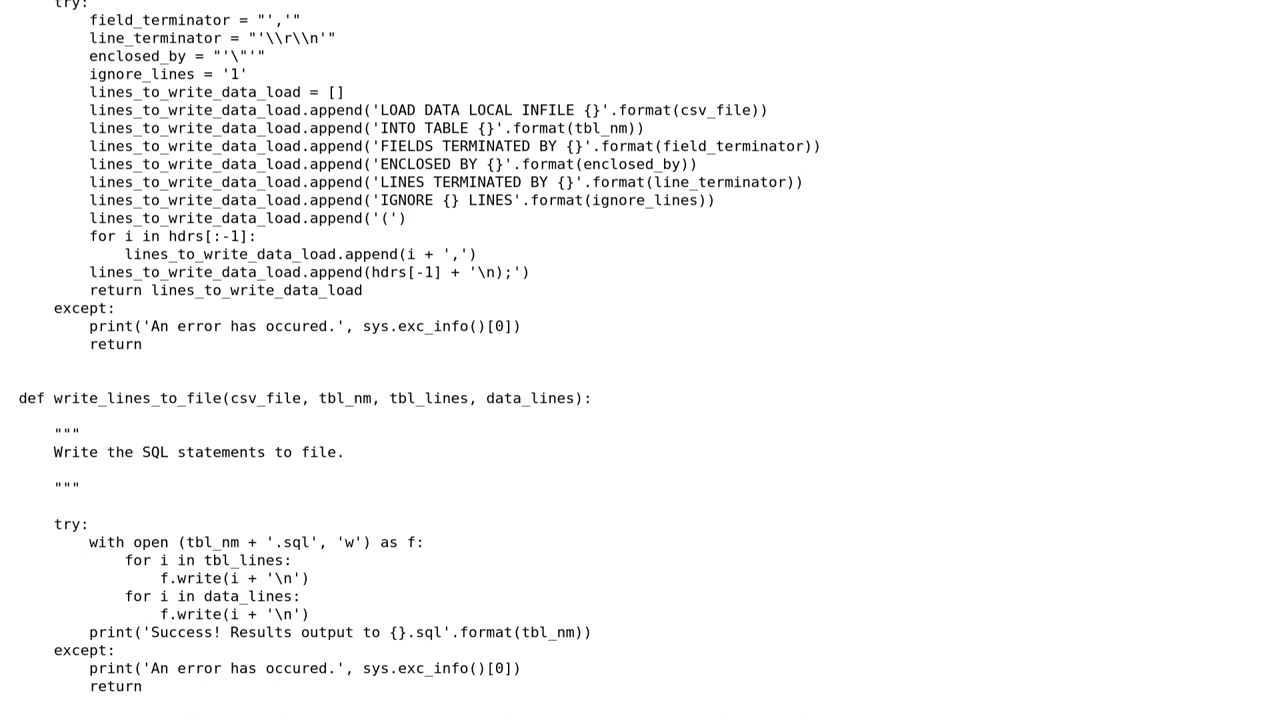 try:
        field_terminator = "','"
        line_terminator = "'\\r\\n'"
        enclosed_by = "'\"'"
        ignore_lines = '1'
        lines_to_write_data_load = []
        lines_to_write_data_load.append('LOAD DATA LOCAL INFILE {}'.format(csv_file))
        lines_to_write_data_load.append('INTO TABLE {}'.format(tbl_nm))
        lines_to_write_data_load.append('FIELDS TERMINATED BY {}'.format(field_terminator))
        lines_to_write_data_load.append('ENCLOSED BY {}'.format(enclosed_by))
        lines_to_write_data_load.append('LINES TERMINATED BY {}'.format(line_terminator))
        lines_to_write_data_load.append('IGNORE {} LINES'.format(ignore_lines))
        lines_to_write_data_load.append('(')
        for i in hdrs[:-1]:
            lines_to_write_data_load.append(i + ',')
        lines_to_write_data_load.append(hdrs[-1] + '\n);')
        return lines_to_write_data_load
    except:
        print('An error has occured.', sys.exc_info()[0])
        return
def write_lines_to_file(csv_file, tbl_nm, tbl_lines, data_lines):
    """
    Write the SQL statements to file.
    """
    try:
        with open (tbl_nm + '.sql', 'w') as f:
            for i in tbl_lines:
                f.write(i + '\n')
            for i in data_lines:
                f.write(i + '\n')
        print('Success! Results output to {}.sql'.format(tbl_nm))
    except:
        print('An error has occured.', sys.exc_info()[0])
        return